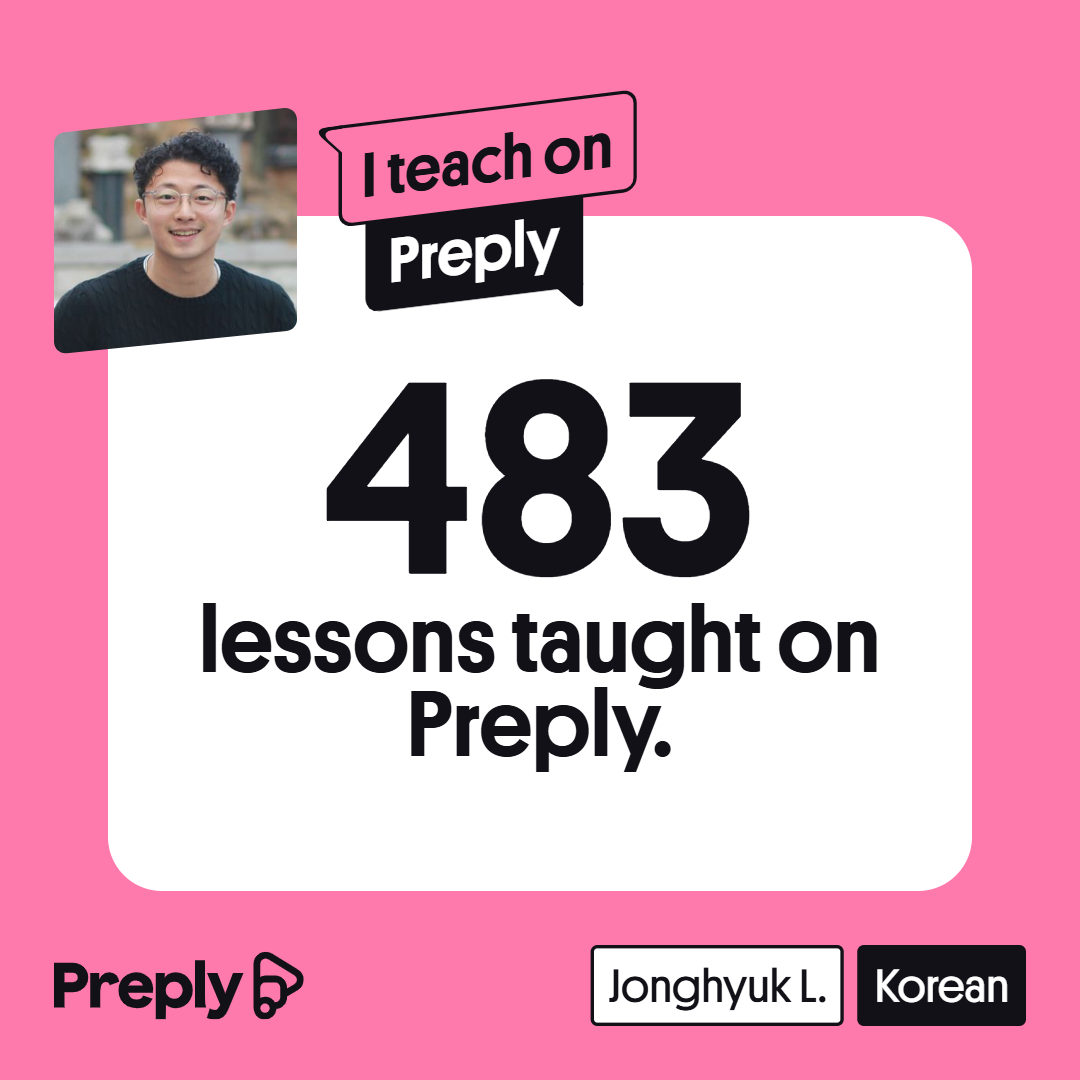 I teach on
Preply
483
lessons taught on
Preply.
Preply
Jonghyuk L.
Korean